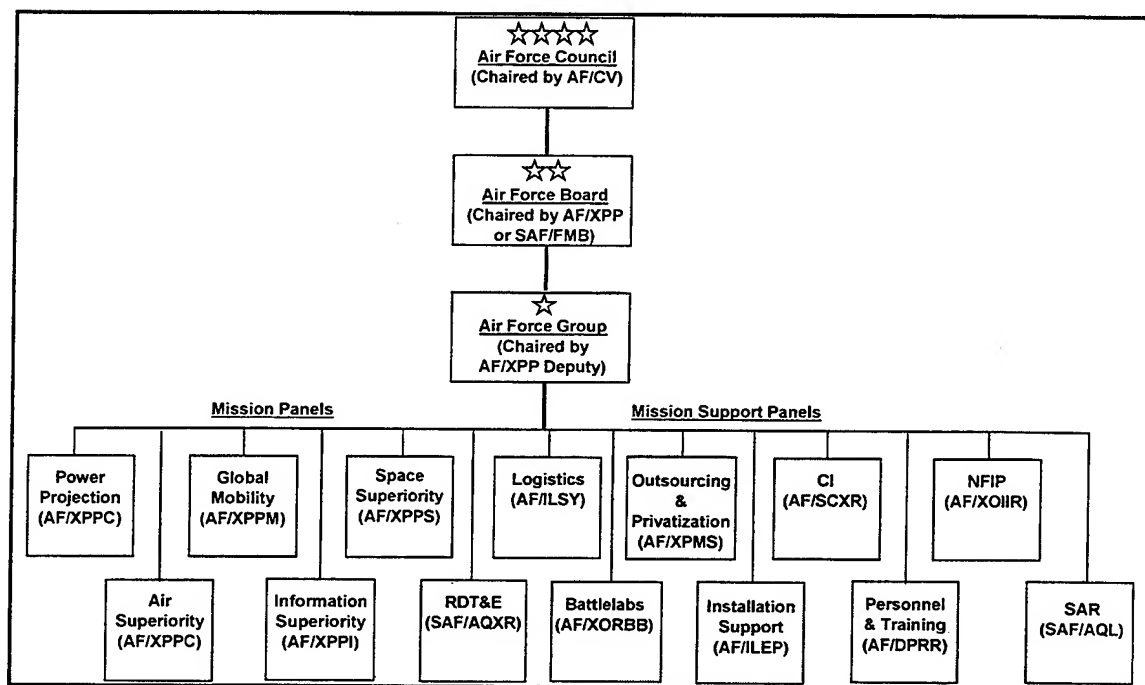 Air Force Council
(Chaired by AF/CV)
Air Force Board
(Chaired by AF/XPP
or SAF/FMB)
Air Force Group
(Chaired by
AF/XPP Deputy)
Mission Panels
Mission Support Panels
Power
Projection
(AF/XPPC)
Global
Mobility
(AF/XPPM)
Space
Superiority
(AF/XPPS)
Logistics
(AF/ILSY)
Outsourcing
&
Privatization
(AF/XPMS)
CI
(AF/SCXR)
NFIP
(AF/XOIIR)
Air
Superiority
(AF/XPPC)
Information
Superiority
(AF/XPPI)
RDT&E
(SAF/AQXR)
Battlelabs
(AF/XORBB)
Installation
Support
(AF/ILEP)
Personnel
& Training
(AF/DPRR)
SAR
(SAF/AQL)